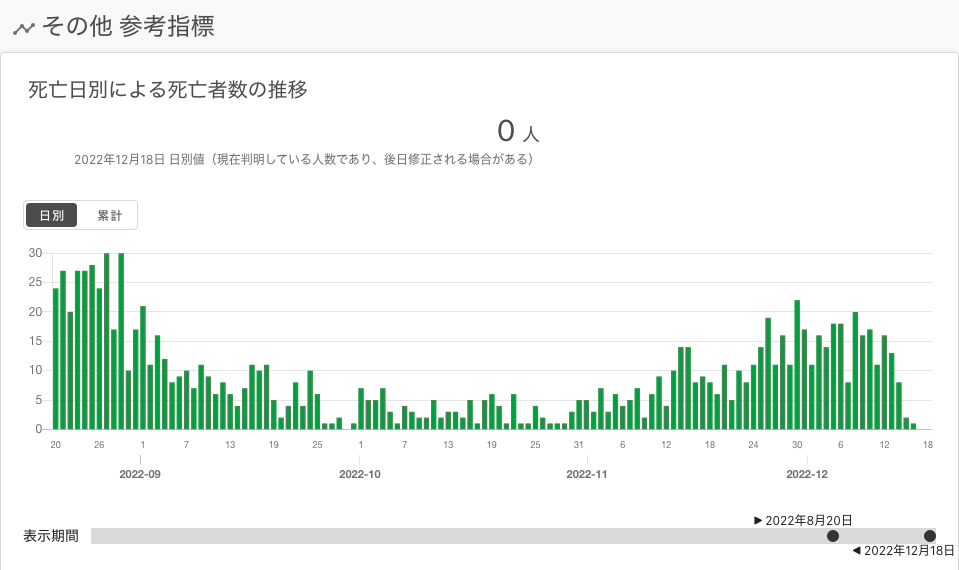 その他 参考指標
死亡日別による死亡者数の推移
0 人
2022年12月18日 日別値（現在判明している人数であり、後日修正される場合がある）
日別 累計
30
25
20
15
10
5
0
20 26 1 7 13 19 25 1 7 13 19 25 31 6 12 18 24 30 6 12 18
2022-09 2022-10 2022-11 2022-12
2022年8月20日
表示期間
2022年12月18日